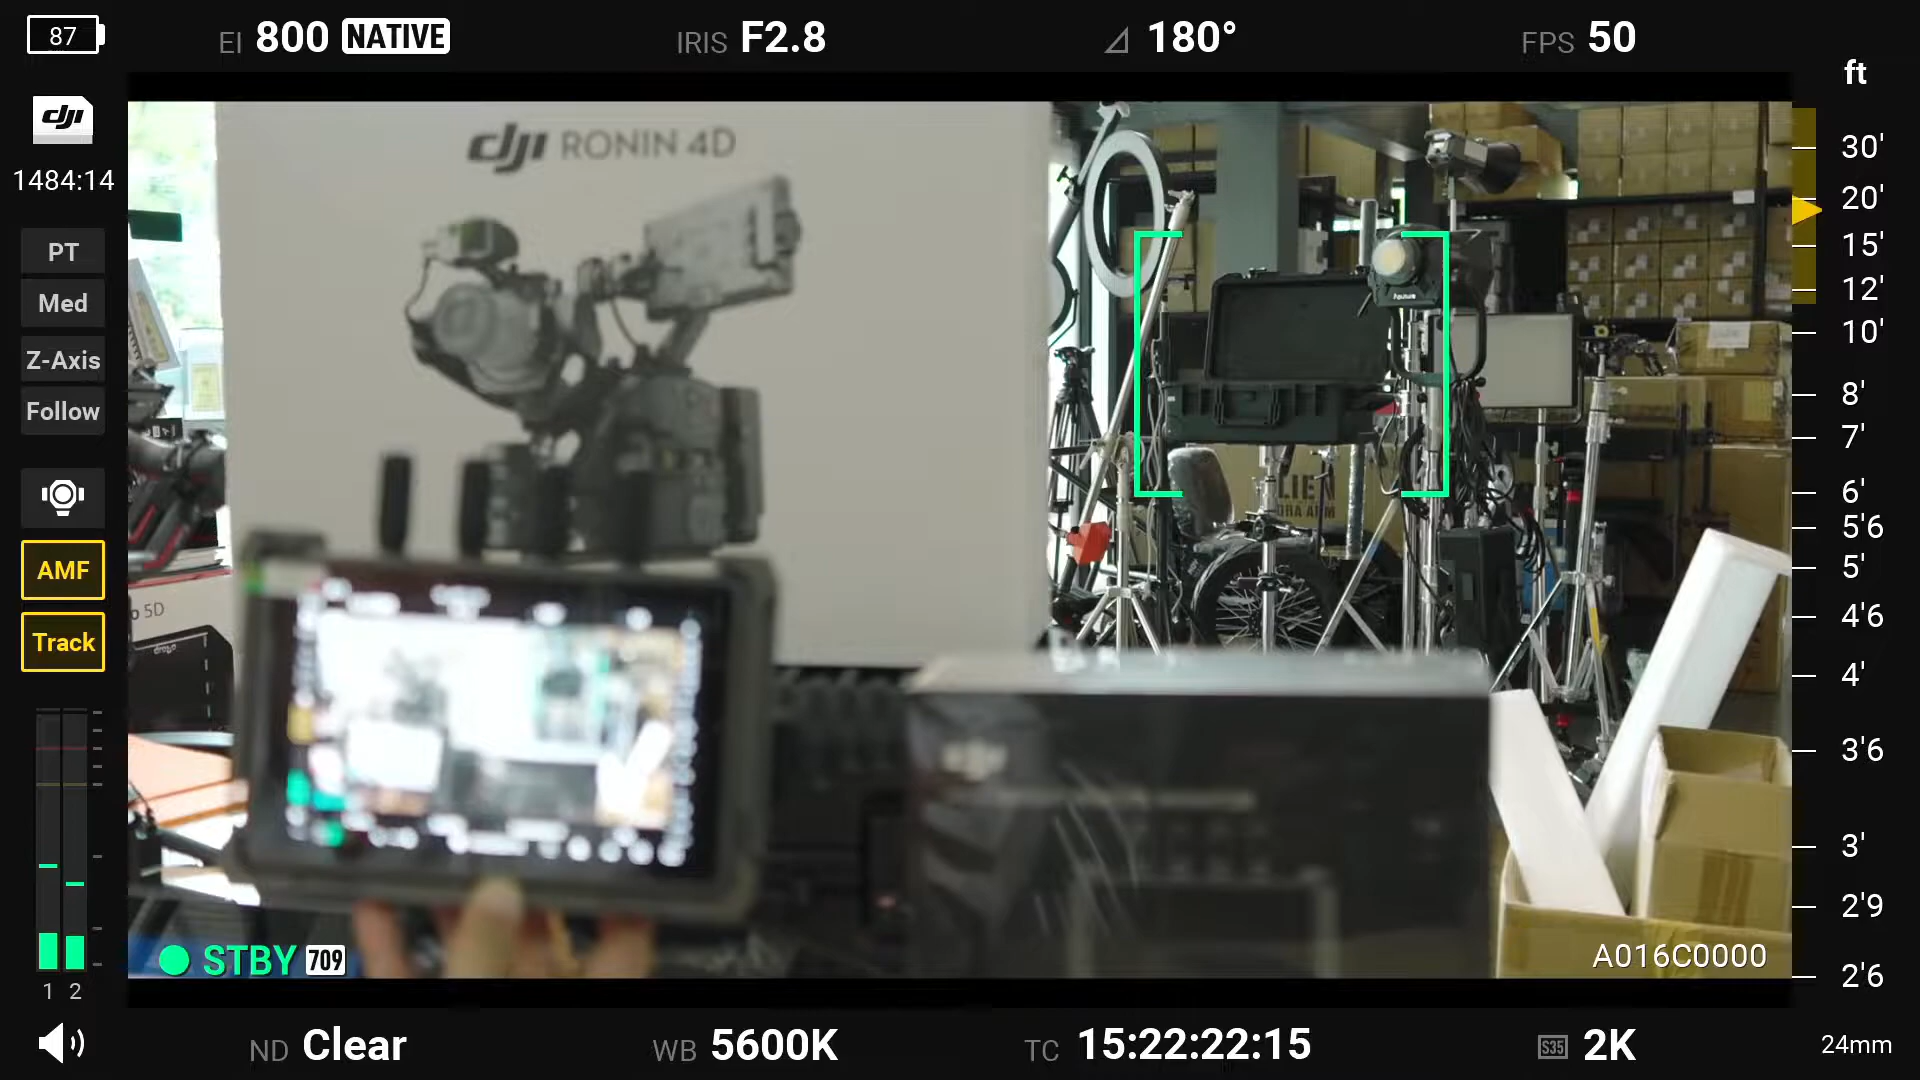 87
EI 800 NATIVE
IRIS F2.8
180°
FPS 50
ft
dji
1484:14
PT
Med
Z-Axis
Follow
AMF
Track
1 2
dji RONIN 4D
30'
20'
15'
12'
10'
8'
7'
6'
5'6
5'
4'6
4'
3'6
3'
2'9
2'6
5D
LIEN
STBY 709
A016C0000
ND Clear
WB 5600K
TC 15:22:22:15
S35 2K
24mm